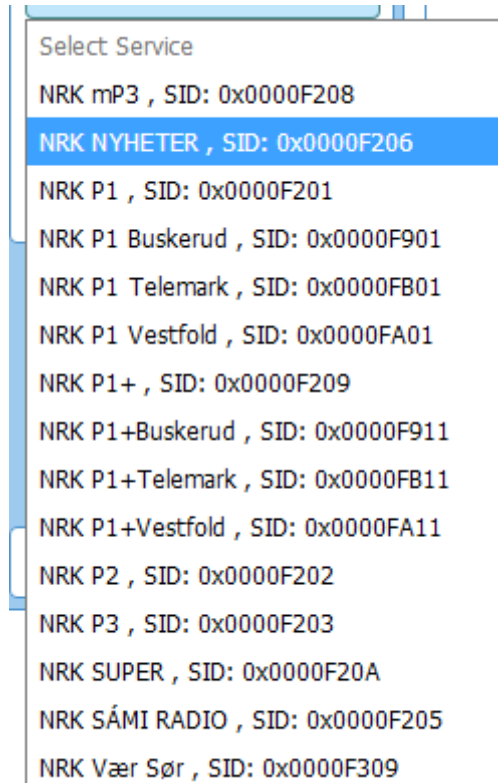 Select Service
NRK mP3 , SID: 0x0000F208
NRK NYHETER , SID: 0x0000F206
NRK P1 , SID: 0x0000F201
NRK P1 Buskerud , SID: 0x0000F901
NRK P1 Telemark , SID: 0x0000FB01
NRK P1 Vestfold , SID: 0x0000FA01
NRK P1+ , SID: 0x0000F209
NRK P1+Buskerud , SID: 0x0000F911
NRK P1+Telemark , SID: 0x0000FB11
NRK P1+Vestfold , SID: 0x0000FA11
NRK P2 , SID: 0x0000F202
NRK P3 , SID: 0x0000F203
NRK SUPER , SID: 0x0000F20A
NRK SÁMI RADIO , SID: 0x0000F205
NRK Vær Sør , SID: 0x0000F309